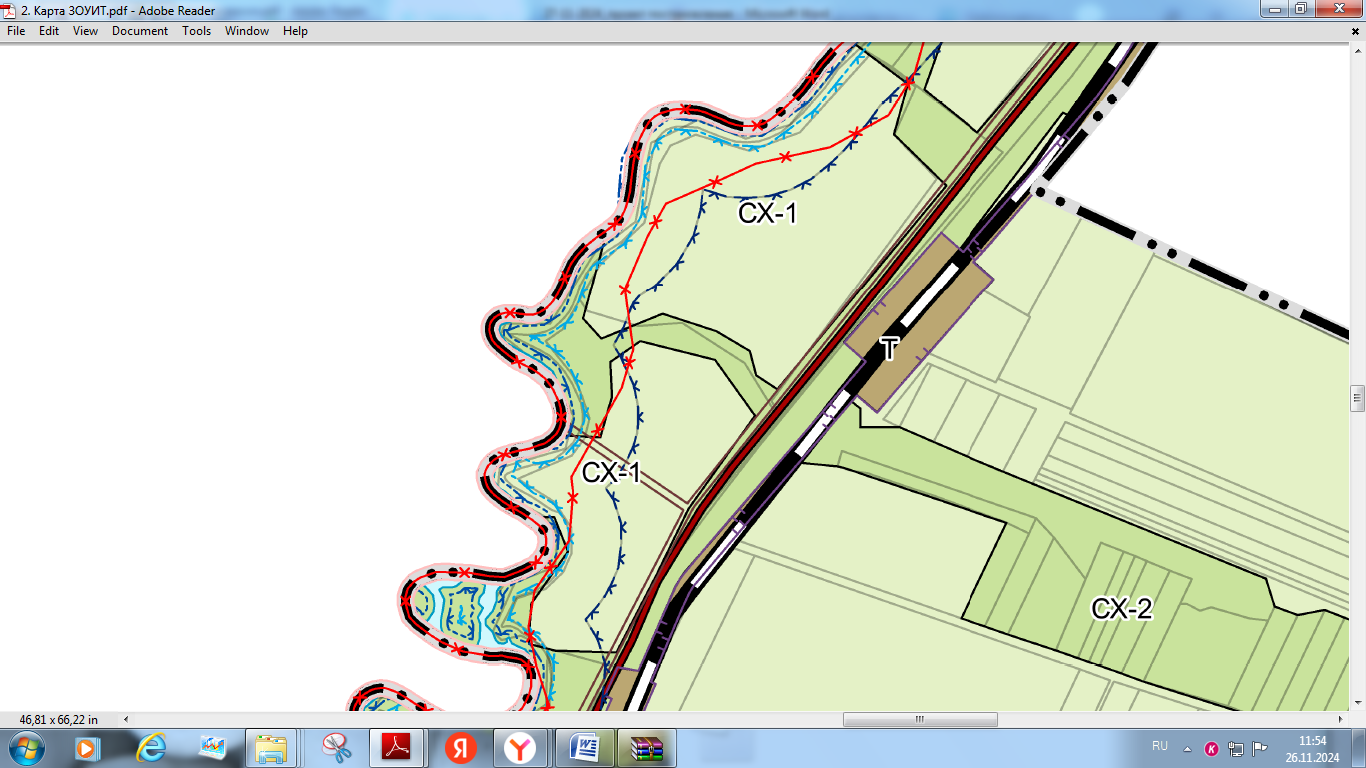 2. Карта ЗОУИТ.pdf - Adobe Reader
File Edit View Document Tools Window Help
СХ-1
Т
СХ-1
СХ-2
46,81 x 66,22 in
RU
11:54
26.11.2024